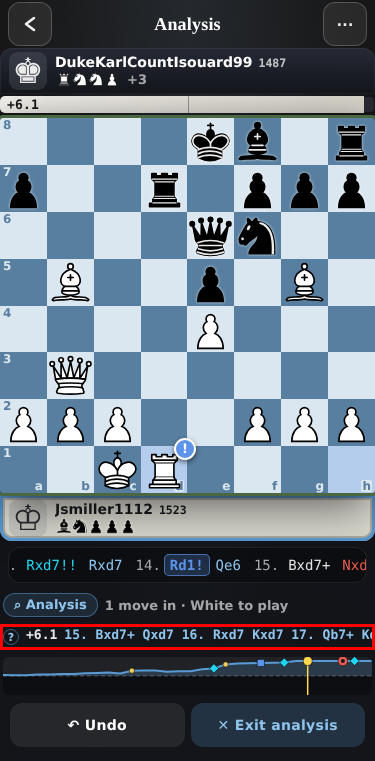 Analysis
...
DukeKarlCountIsouard99 1487
+3
+6.1
8
7
6
5
4
3
2
!
1
a b c d e f g h
Jsmiller1112 1523
. Rxd7!! Rxd7 14. Rd1! Qe6 15. Bxd7+ Nxd
Analysis 1 move in · White to play
? +6.1 15. Bxd7+ Qxd7 16. Rxd7 Kxd7 17. Qb7+ K
↶ Undo
✕ Exit analysis